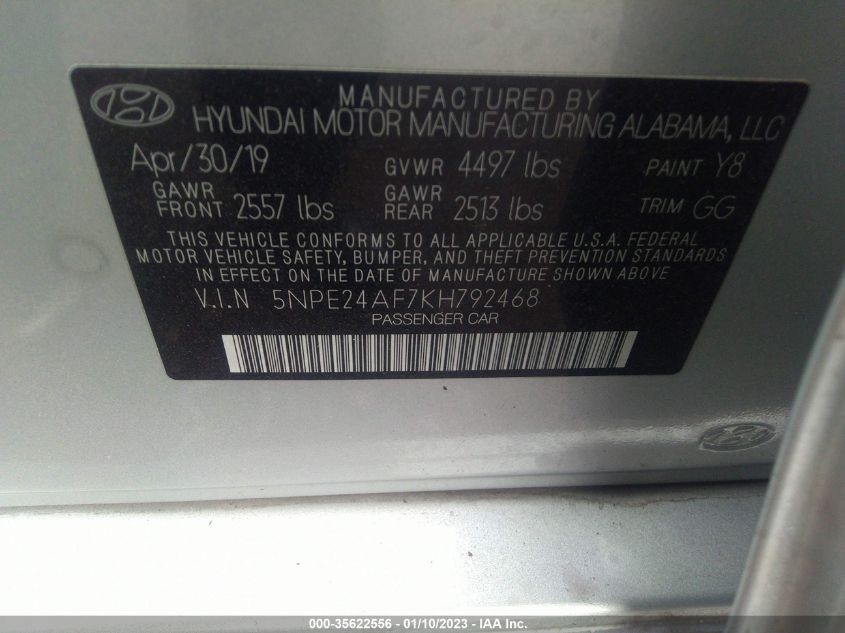 MANUFACTURED BY
HYUNDAI MOTOR MANUFACTURING ALABAMA, LLC
Apr/30/19 GVWR 4497 lbs PAINT Y8
GAWR FRONT 2557 lbs GAWR REAR 2513 lbs TRIM GG
THIS VEHICLE CONFORMS TO ALL APPLICABLE U.S.A. FEDERAL
MOTOR VEHICLE SAFETY, BUMPER, AND THEFT PREVENTION STANDARDS
IN EFFECT ON THE DATE OF MANUFACTURE SHOWN ABOVE.
V.I.N 5NPE24AF7KH792468
PASSENGER CAR
000-35622556 - 01/10/2023 - IAA Inc.